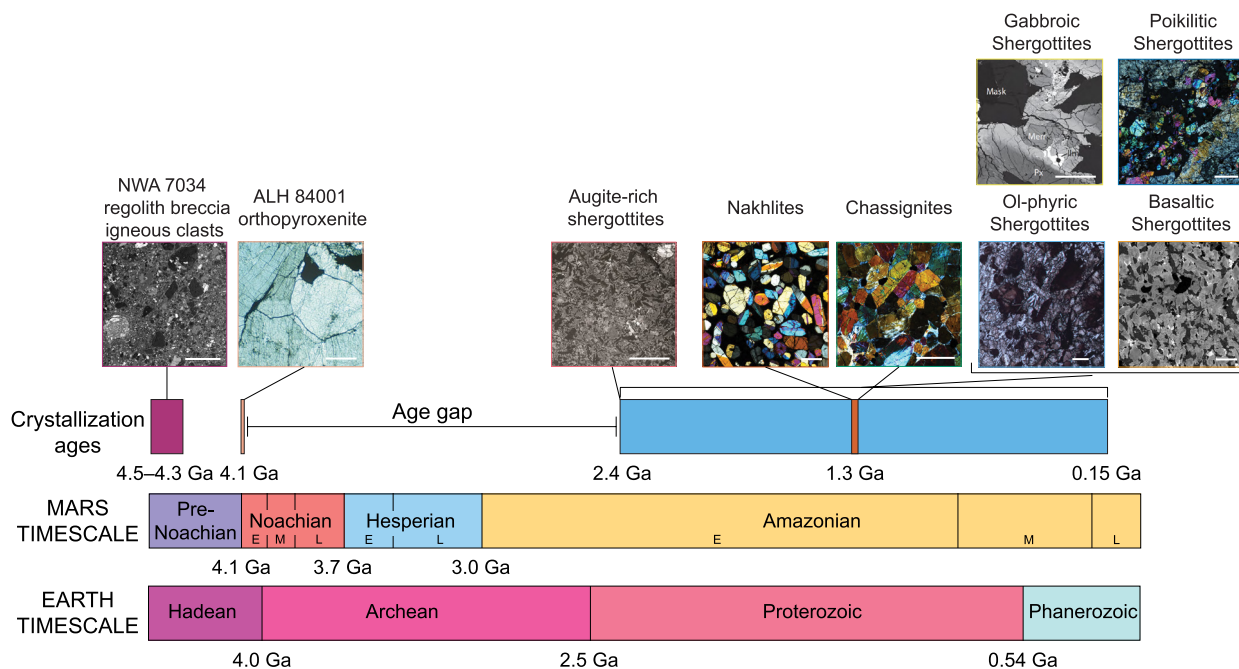 Gabbroic
Shergottites
Poikilitic
Shergottites
Mask
Merr
Ilm
Px
NWA 7034
regolith breccia
igneous clasts
ALH 84001
orthopyroxenite
Augite-rich
shergottites
Nakhlites
Chassignites
Ol-phyric
Shergottites
Basaltic
Shergottites
Crystallization
ages
Age gap
4.5–4.3 Ga
4.1 Ga
2.4 Ga
1.3 Ga
0.15 Ga
MARS
TIMESCALE
Pre-
Noachian
Noachian
E M L
Hesperian
E L
Amazonian
E M L
4.1 Ga
3.7 Ga
3.0 Ga
EARTH
TIMESCALE
Hadean
Archean
Proterozoic
Phanerozoic
4.0 Ga
2.5 Ga
0.54 Ga